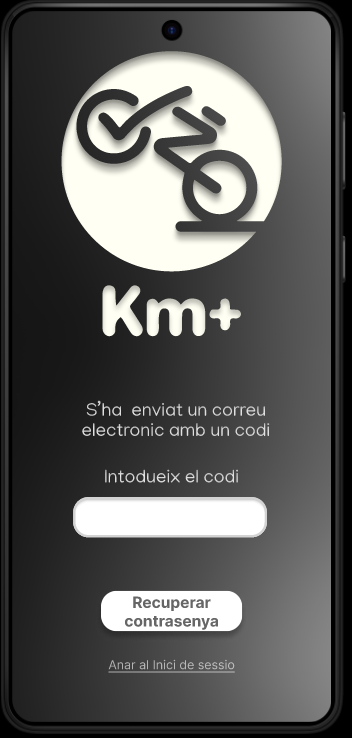 Km+
S'ha enviat un correu
electronic amb un codi
Intodueix el codi
Recuperar
contrasenya
Anar al Inici de sessio